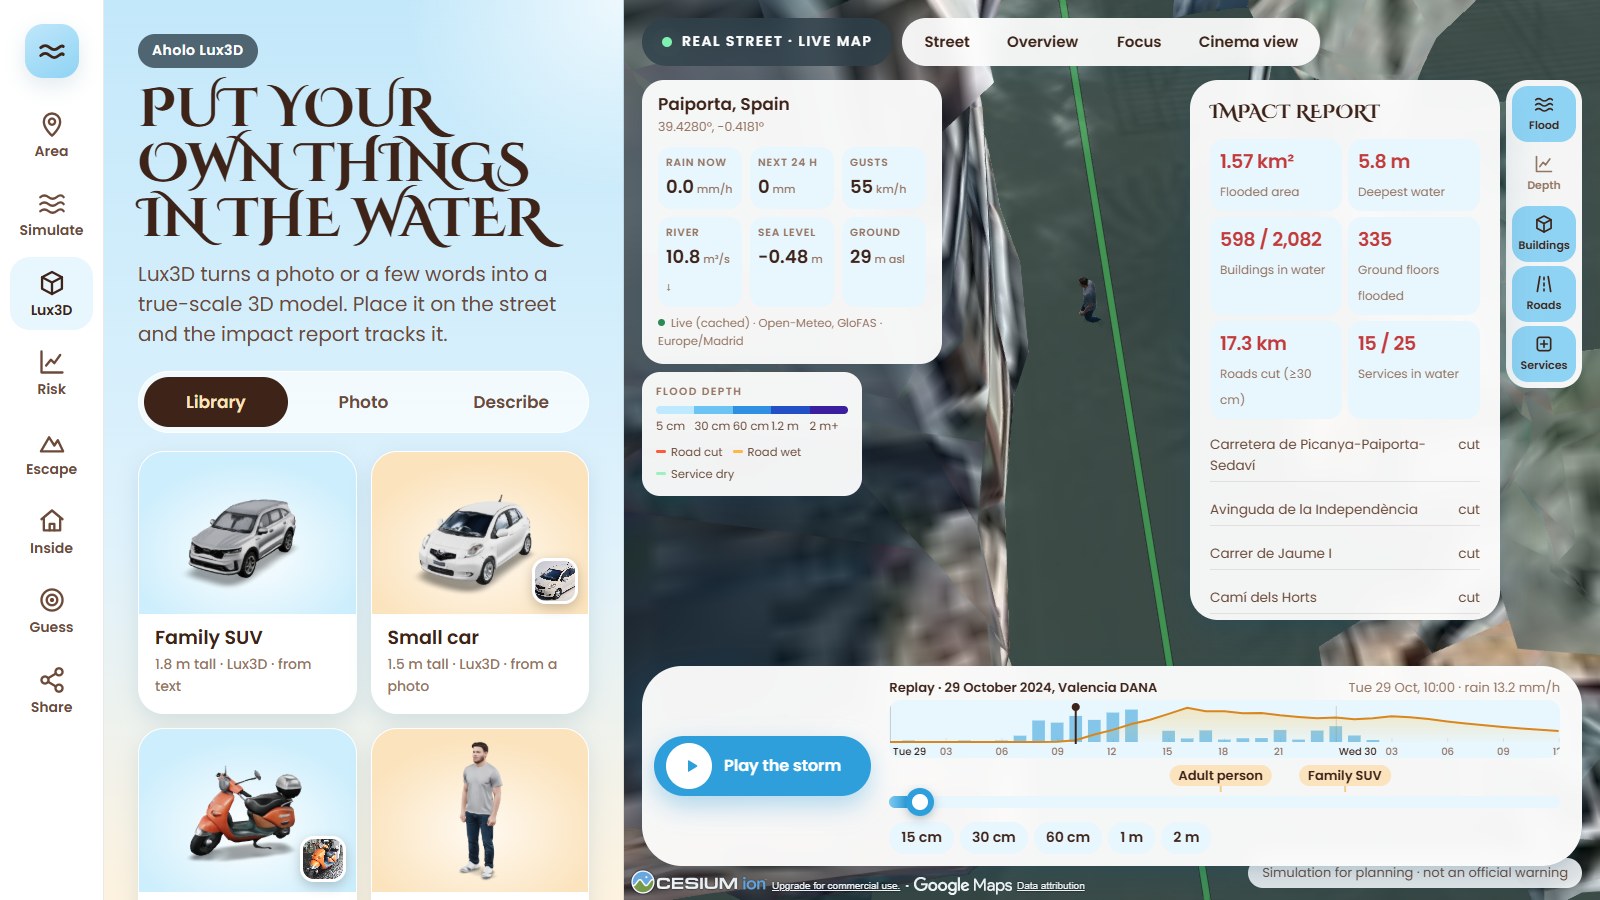 Area
Simulate
Lux3D
Risk
Escape
Inside
Guess
Share
Aholo Lux3D
PUT YOUR
OWN THINGS
IN THE WATER
Lux3D turns a photo or a few words into a
true-scale 3D model. Place it on the street
and the impact report tracks it.
Library Photo Describe
Family SUV
1.8 m tall · Lux3D · from
text
Small car
1.5 m tall · Lux3D · from a
photo
REAL STREET · LIVE MAP
Street Overview Focus Cinema view
Paiporta, Spain
39.4280°, -0.4181°
RAIN NOW NEXT 24 H GUSTS
0.0 mm/h 0 mm 55 km/h
RIVER SEA LEVEL GROUND
10.8 m³/s -0.48 m 29 m asl
↓
Live (cached) · Open-Meteo, GloFAS ·
Europe/Madrid
FLOOD DEPTH
5 cm 30 cm 60 cm 1.2 m 2 m+
Road cut Road wet
Service dry
IMPACT REPORT
1.57 km² 5.8 m
Flooded area Deepest water
598 / 2,082 335
Buildings in water Ground floors
flooded
17.3 km 15 / 25
Roads cut (≥30 Services in water
cm)
Carretera de Picanya-Paiporta- cut
Sedaví
Avinguda de la Independència cut
Carrer de Jaume I cut
Camí dels Horts cut
Flood
Depth
Buildings
Roads
Services
Play the storm
Replay · 29 October 2024, Valencia DANA Tue 29 Oct, 10:00 · rain 13.2 mm/h
Tue 29 03 06 09 12 15 18 21 Wed 30 03 06 09
Adult person Family SUV
15 cm 30 cm 60 cm 1 m 2 m
CESIUM ion Upgrade for commercial use. · Google Maps Data attribution
Simulation for planning · not an official warning